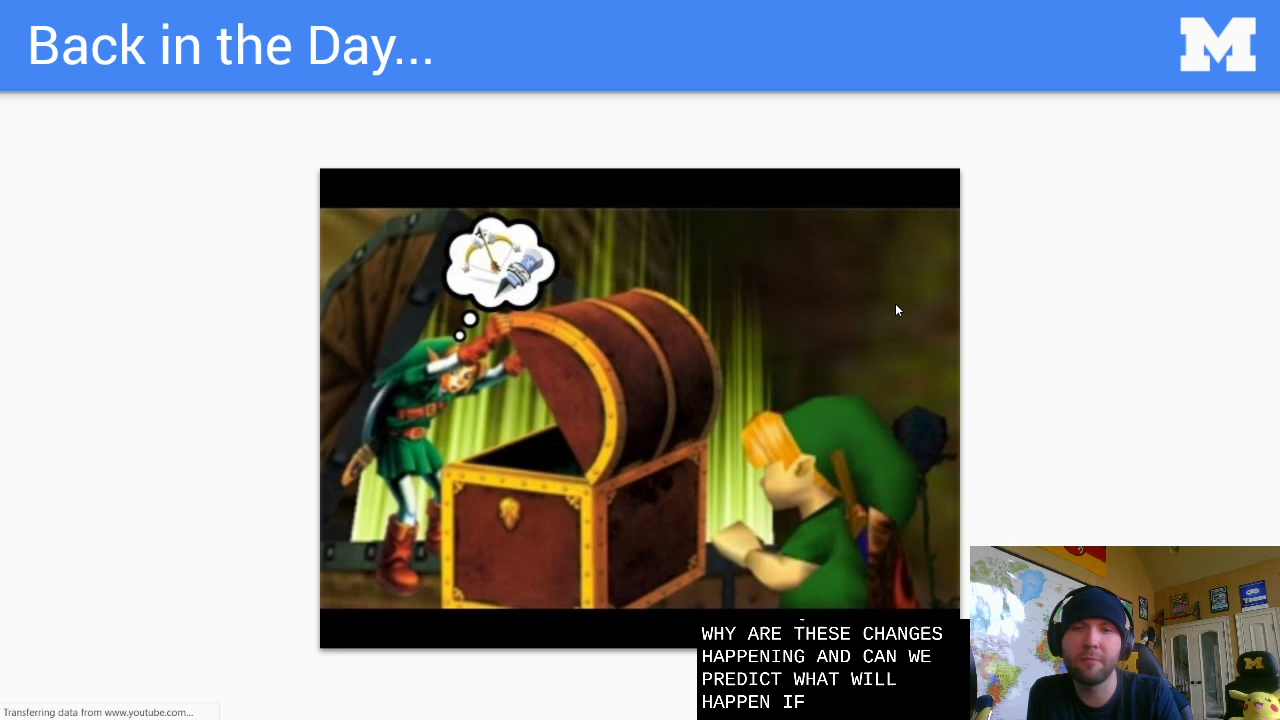 Back in the Day...
M
WHY ARE THESE CHANGES
HAPPENING AND CAN WE
PREDICT WHAT WILL
HAPPEN IF
Transferring data from www.youtube.com...